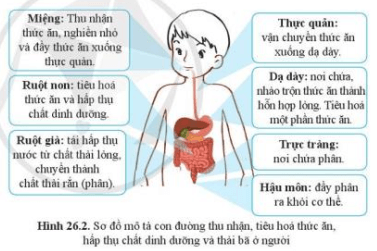 Miệng: Thu nhận
thức ăn, nghiền nhỏ
và đẩy thức ăn xuống
thực quản.
Ruột non: tiêu hoá
thức ăn và hấp thụ
chất dinh dưỡng.
Ruột già: tái hấp thụ
nước từ chất thải lỏng,
chuyển thành
chất thải rắn (phân).
Thực quản:
vận chuyển thức ăn
xuống dạ dày.
Dạ dày: nơi chứa,
nhào trộn thức ăn thành
hỗn hợp lỏng. Tiêu hoá
một phần thức ăn.
Trực tràng:
nơi chứa phân.
Hậu môn: đẩy phân
ra khỏi cơ thể.
Hình 26.2. Sơ đồ mô tả con đường thu nhận, tiêu hoá thức ăn,
hấp thụ chất dinh dưỡng và thải bã ở người